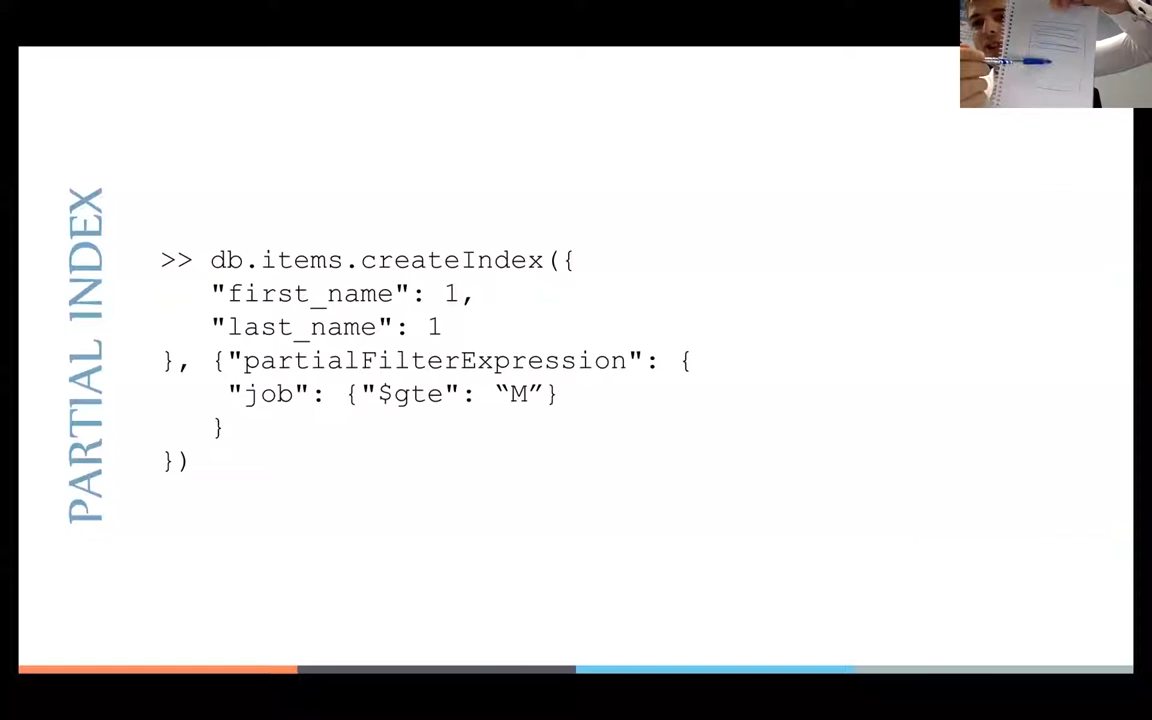 PARTIAL INDEX
>> db.items.createIndex({
"first_name": 1,
"last_name": 1
}, {"partialFilterExpression": {
"job": {"$gte": “M”}
}
})